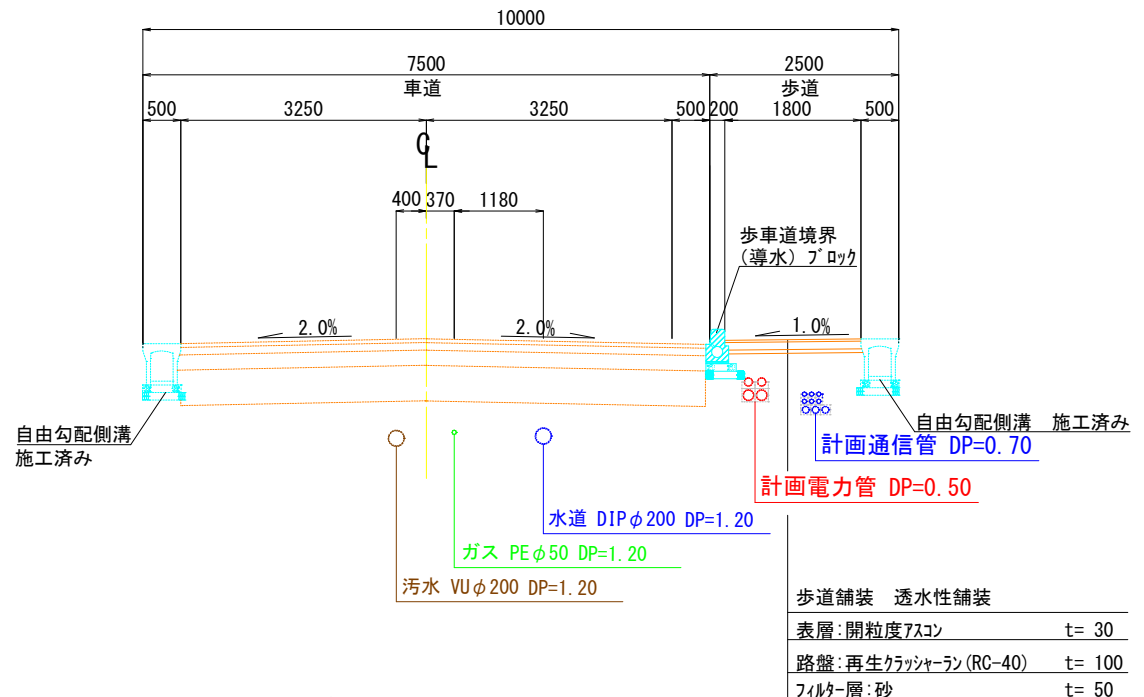 10000
7500
2500
車道
歩道
500
3250
3250
500
200
1800
500
CL
400
370
1180
歩車道境界
(導水)ブロック
2.0%
2.0%
1.0%
自由勾配側溝
施工済み
自由勾配側溝 施工済み
計画通信管 DP=0.70
計画電力管 DP=0.50
水道 DIPφ200 DP=1.20
ガス PEφ50 DP=1.20
汚水 VUφ200 DP=1.20
歩道舗装 透水性舗装
表層:開粒度アスコン t= 30
路盤:再生クラッシャーラン(RC-40) t= 100
フィルター層:砂 t= 50